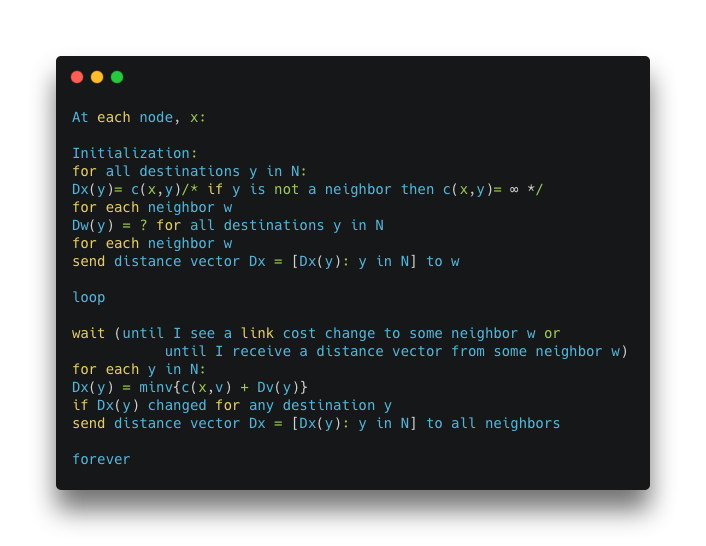 At each node, x:
Initialization:
for all destinations y in N:
Dx(y)= c(x,y)/* if y is not a neighbor then c(x,y)= ∞ */
for each neighbor w
Dw(y) = ? for all destinations y in N
for each neighbor w
send distance vector Dx = [Dx(y): y in N] to w
loop
wait (until I see a link cost change to some neighbor w or
until I receive a distance vector from some neighbor w)
for each y in N:
Dx(y) = minv{c(x,v) + Dv(y)}
if Dx(y) changed for any destination y
send distance vector Dx = [Dx(y): y in N] to all neighbors
forever